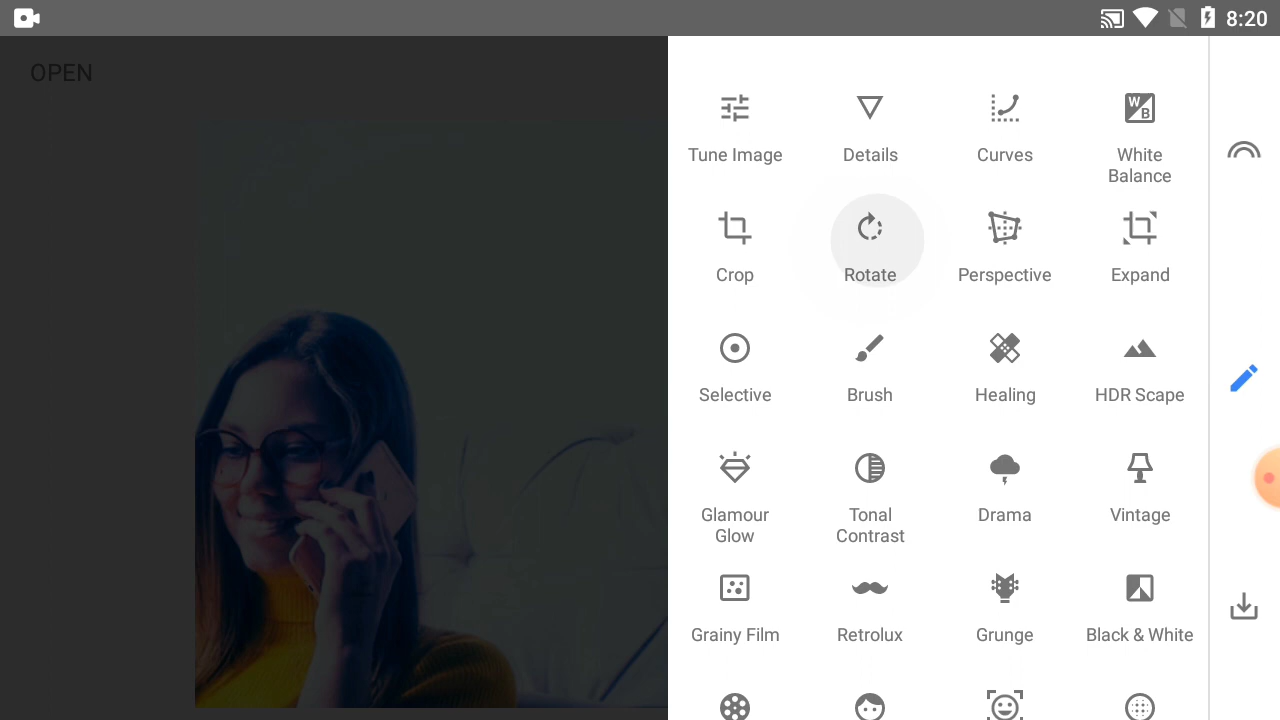 8:20
OPEN
Tune Image
Details
Curves
White
Balance
Crop
Rotate
Perspective
Expand
Selective
Brush
Healing
HDR Scape
Glamour
Glow
Tonal
Contrast
Drama
Vintage
Grainy Film
Retrolux
Grunge
Black & White